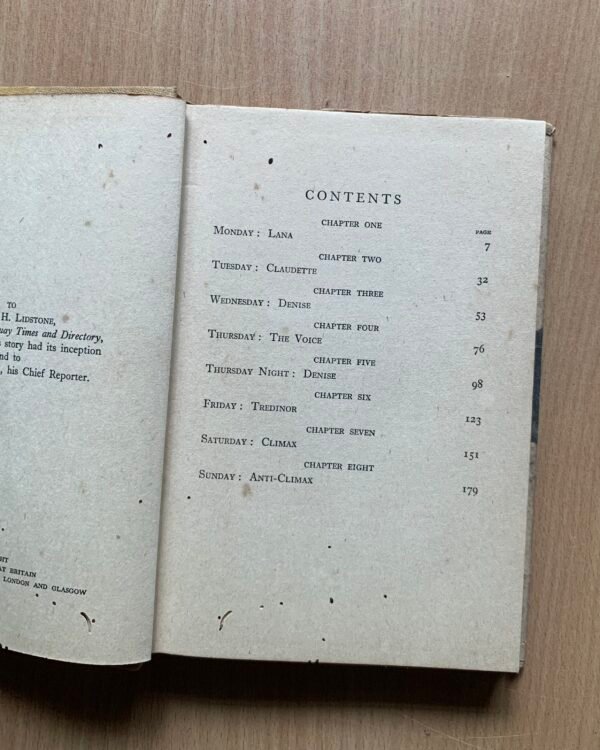 TO
H. LIDSTONE,
uay Times and Directory,
s story had its inception
nd to
, his Chief Reporter.
HT
AT BRITAIN
LONDON AND GLASGOW
CONTENTS
CHAPTER ONE
PAGE
MONDAY : LANA 7
CHAPTER TWO
TUESDAY : CLAUDETTE 32
CHAPTER THREE
WEDNESDAY : DENISE 53
CHAPTER FOUR
THURSDAY : THE VOICE 76
CHAPTER FIVE
THURSDAY NIGHT : DENISE 98
CHAPTER SIX
FRIDAY : TREDINOR 123
CHAPTER SEVEN
SATURDAY : CLIMAX 151
CHAPTER EIGHT
SUNDAY : ANTI-CLIMAX 179